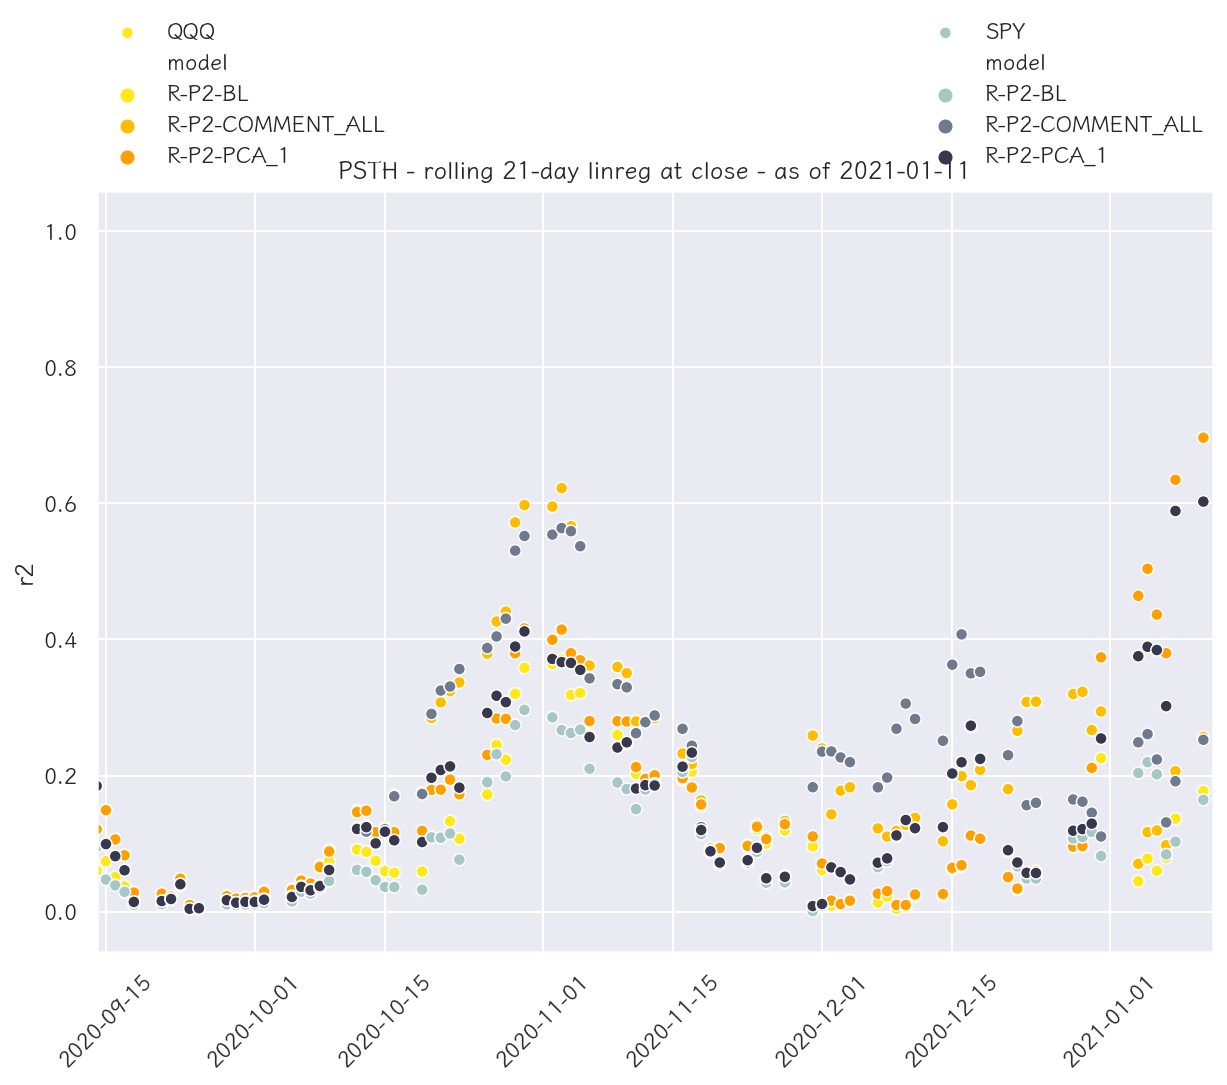 QQQ
model
R-P2-BL
R-P2-COMMENT_ALL
R-P2-PCA_1
SPY
model
R-P2-BL
R-P2-COMMENT_ALL
R-P2-PCA_1
PSTH - rolling 21-day linreg at close - as of 2021-01-11
r2
1.0
0.8
0.6
0.4
0.2
0.0
2020-09-15
2020-10-01
2020-10-15
2020-11-01
2020-11-15
2020-12-01
2020-12-15
2021-01-01